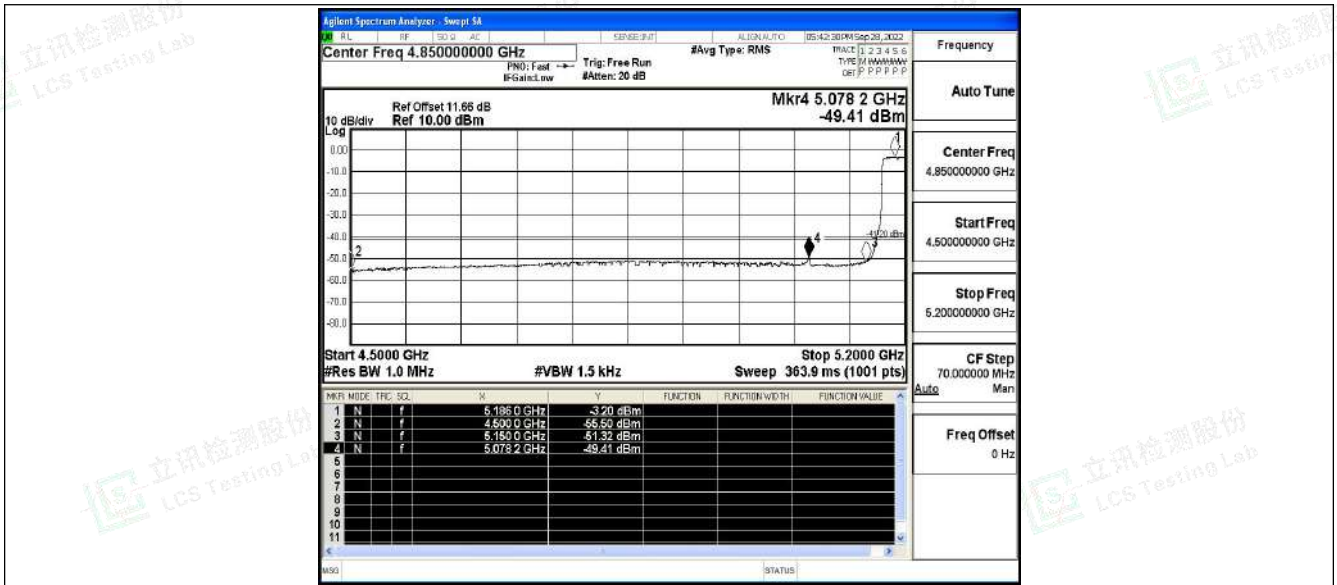 Agilent Spectrum Analyzer - Swept SA
RL RF 50 Ω AC SENSE:INT ALIGN AUTO 05:42:30 PM Sep 28, 2022
Center Freq 4.850000000 GHz
PNO: Fast
IFGain:Low
Trig: Free Run
#Atten: 20 dB
#Avg Type: RMS
TRACE 1 2 3 4 5 6
TYPE M WWWWW
DET P P P P P P
Frequency
Auto Tune
Center Freq
4.850000000 GHz
Start Freq
4.500000000 GHz
Stop Freq
5.200000000 GHz
CF Step
70.000000 MHz
Auto Man
Freq Offset
0 Hz
Mkr4 5.078 2 GHz
-49.41 dBm
Ref Offset 11.66 dB
10 dB/div Ref 10.00 dBm
Log
0.00
-10.0
-20.0
-30.0
-40.0
-50.0
-60.0
-70.0
-80.0
1
2
3
4
-41.20 dBm
Start 4.5000 GHz Stop 5.2000 GHz
#Res BW 1.0 MHz #VBW 1.5 kHz Sweep 363.9 ms (1001 pts)
MKR MODE TRC SCL X Y FUNCTION FUNCTION WIDTH FUNCTION VALUE
1 N f 5.186 0 GHz -3.20 dBm
2 N f 4.500 0 GHz -55.50 dBm
3 N f 5.150 0 GHz -51.32 dBm
4 N f 5.078 2 GHz -49.41 dBm
5
6
7
8
9
10
11
MSG STATUS
立讯检测股份
LCS Testing Lab
立讯检测股份
LCS Testing Lab
立讯检测股份
LCS Testing Lab
立讯检测股份
LCS Testing Lab